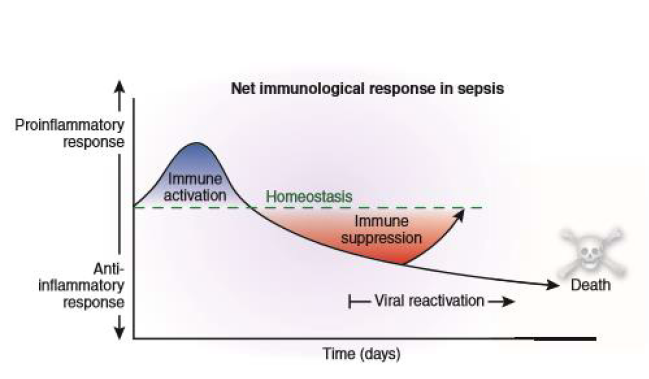 Net immunological response in sepsis
Proinflammatory
response
Immune
activation
Homeostasis
Immune
suppression
Anti-
inflammatory
response
Death
Viral reactivation
Time (days)